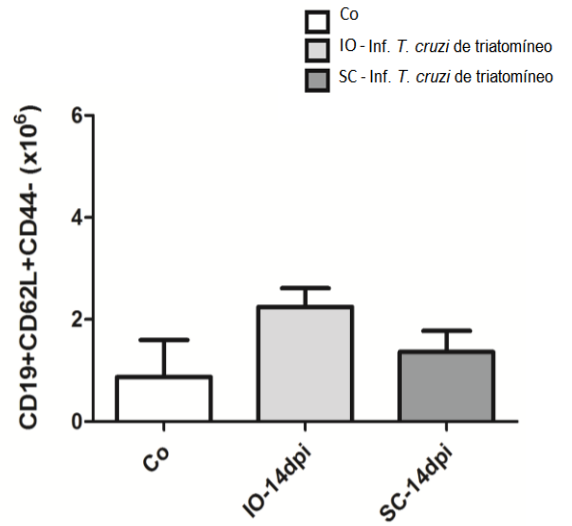 Co
IO - Inf. T. cruzi de triatomíneo
SC - Inf. T. cruzi de triatomíneo
CD19+CD62L+CD44- (x10⁶)
6
4
2
0
Co
IO-14dpi
SC-14dpi